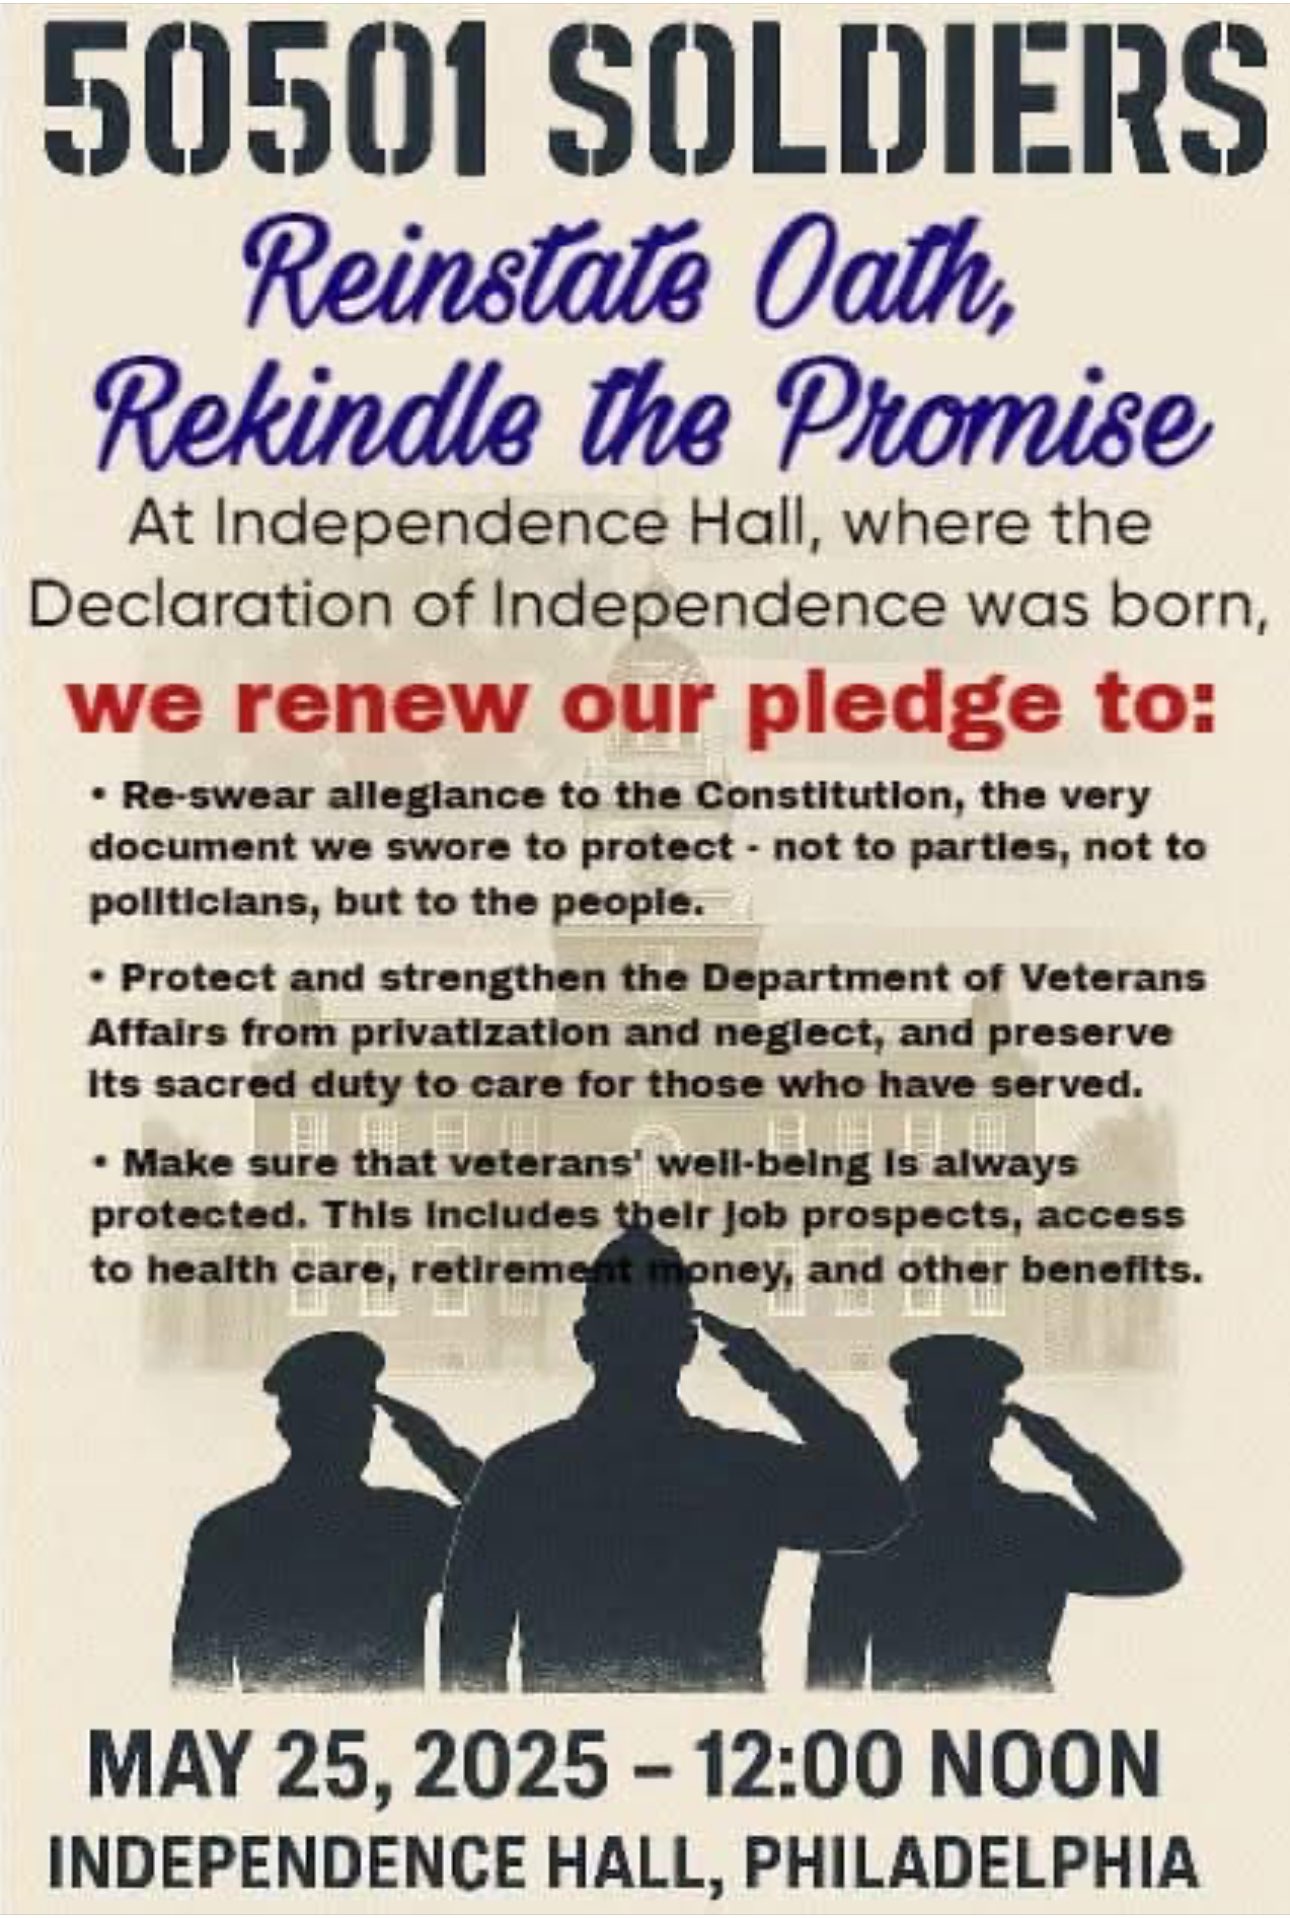 50501 SOLDIERS
Reinstate Oath,
Rekindle the Promise
At Independence Hall, where the
Declaration of Independence was born,
we renew our pledge to:
• Re-swear allegiance to the Constitution, the very
document we swore to protect - not to parties, not to
politicians, but to the people.
• Protect and strengthen the Department of Veterans
Affairs from privatization and neglect, and preserve
its sacred duty to care for those who have served.
• Make sure that veterans' well-being is always
protected. This includes their job prospects, access
to health care, retirement money, and other benefits.
MAY 25, 2025 – 12:00 NOON
INDEPENDENCE HALL, PHILADELPHIA